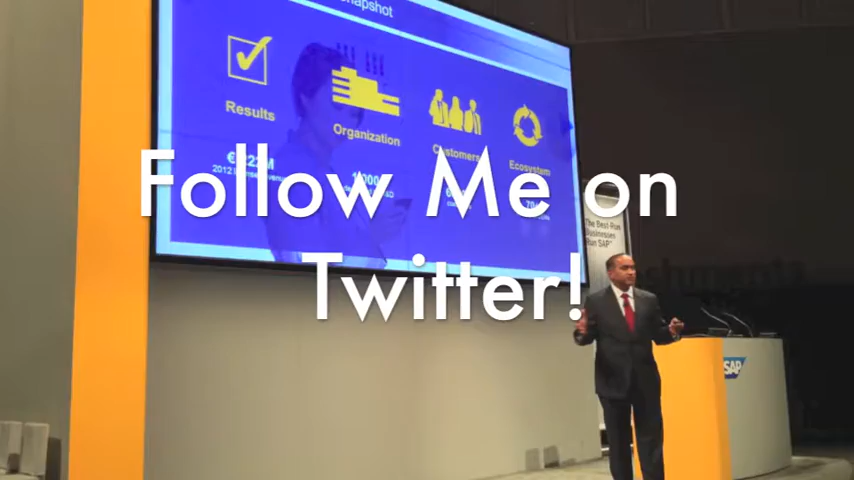 Snapshot
Results
Organization
Customers
Ecosystem
Follow Me on
Twitter!
The Best-Run
Businesses
Run SAP
SAP